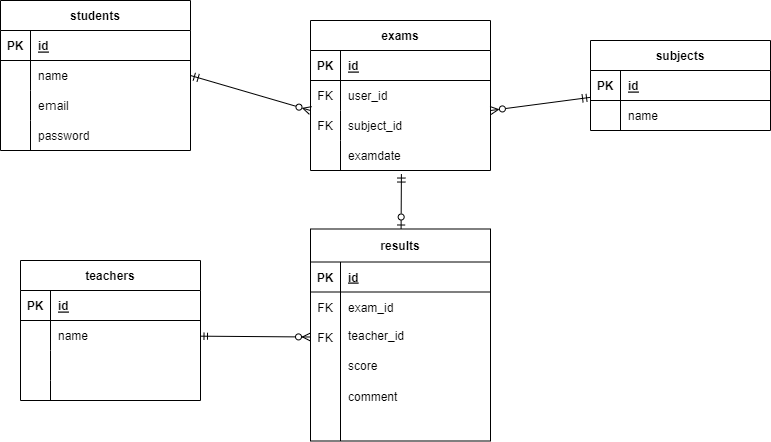 students
PK id
name
email
password
exams
PK id
FK user_id
FK subject_id
examdate
subjects
PK id
name
teachers
PK id
name
results
PK id
FK exam_id
FK teacher_id
score
comment